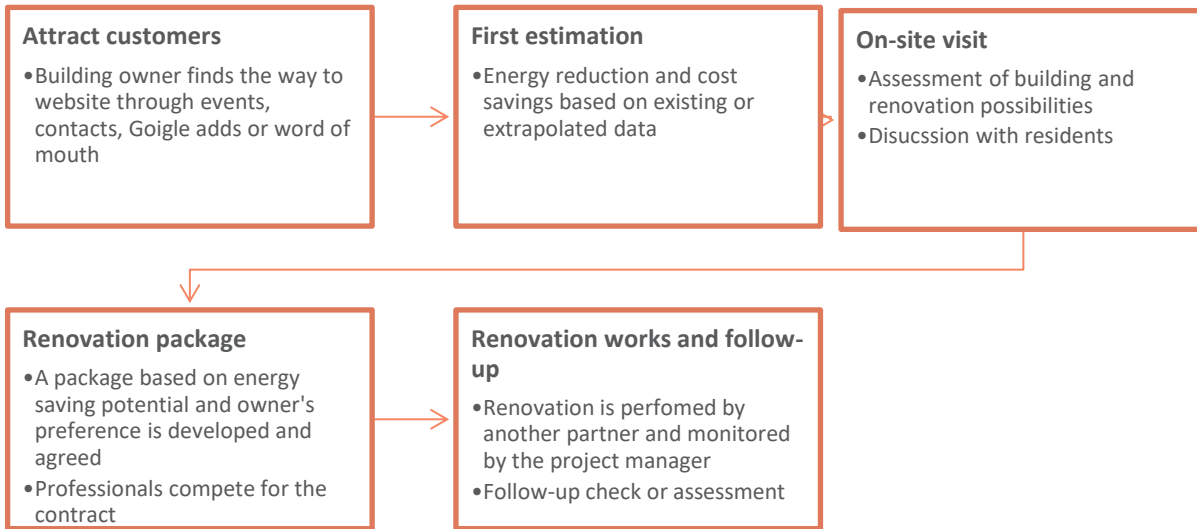 Attract customers
•Building owner finds the way to
website through events,
contacts, Goigle adds or word of
mouth
First estimation
•Energy reduction and cost
savings based on existing or
extrapolated data
On-site visit
•Assessment of building and
renovation possibilities
•Disucssion with residents
Renovation package
•A package based on energy
saving potential and owner's
preference is developed and
agreed
•Professionals compete for the
contract
Renovation works and follow-
up
•Renovation is perfomed by
another partner and monitored
by the project manager
•Follow-up check or assessment